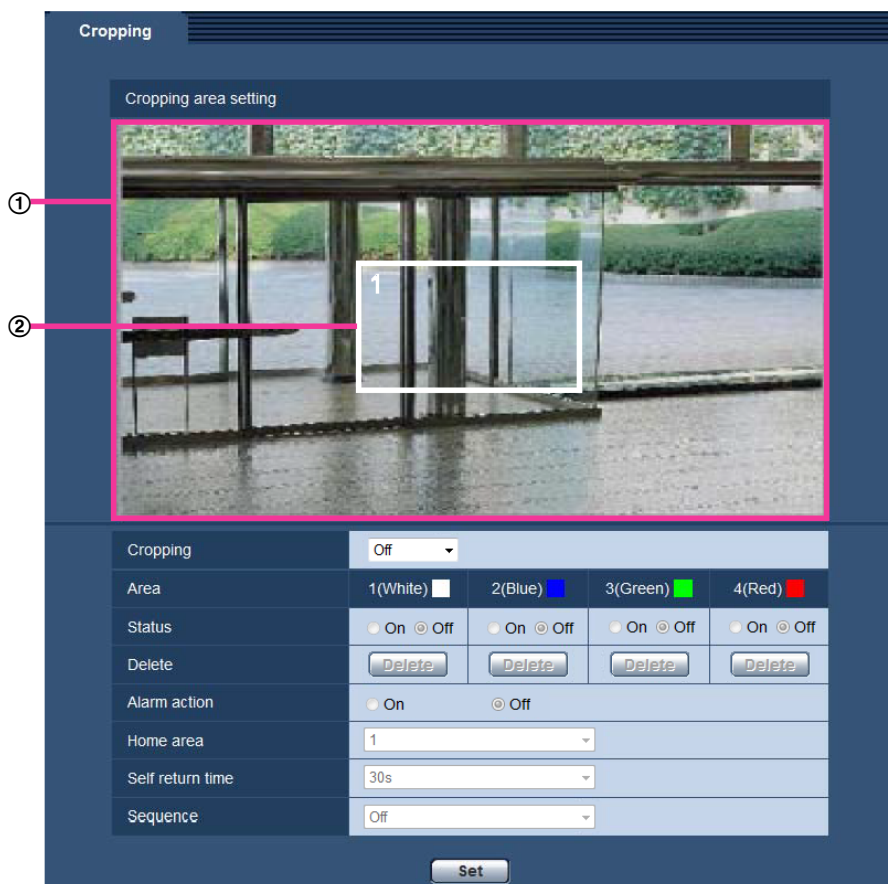 Cropping
Cropping area setting
①
1
②
Cropping Off
Area 1(White) 2(Blue) 3(Green) 4(Red)
Status On Off On Off On Off On Off
Delete Delete Delete Delete Delete
Alarm action On Off
Home area 1
Self return time 30s
Sequence Off
Set